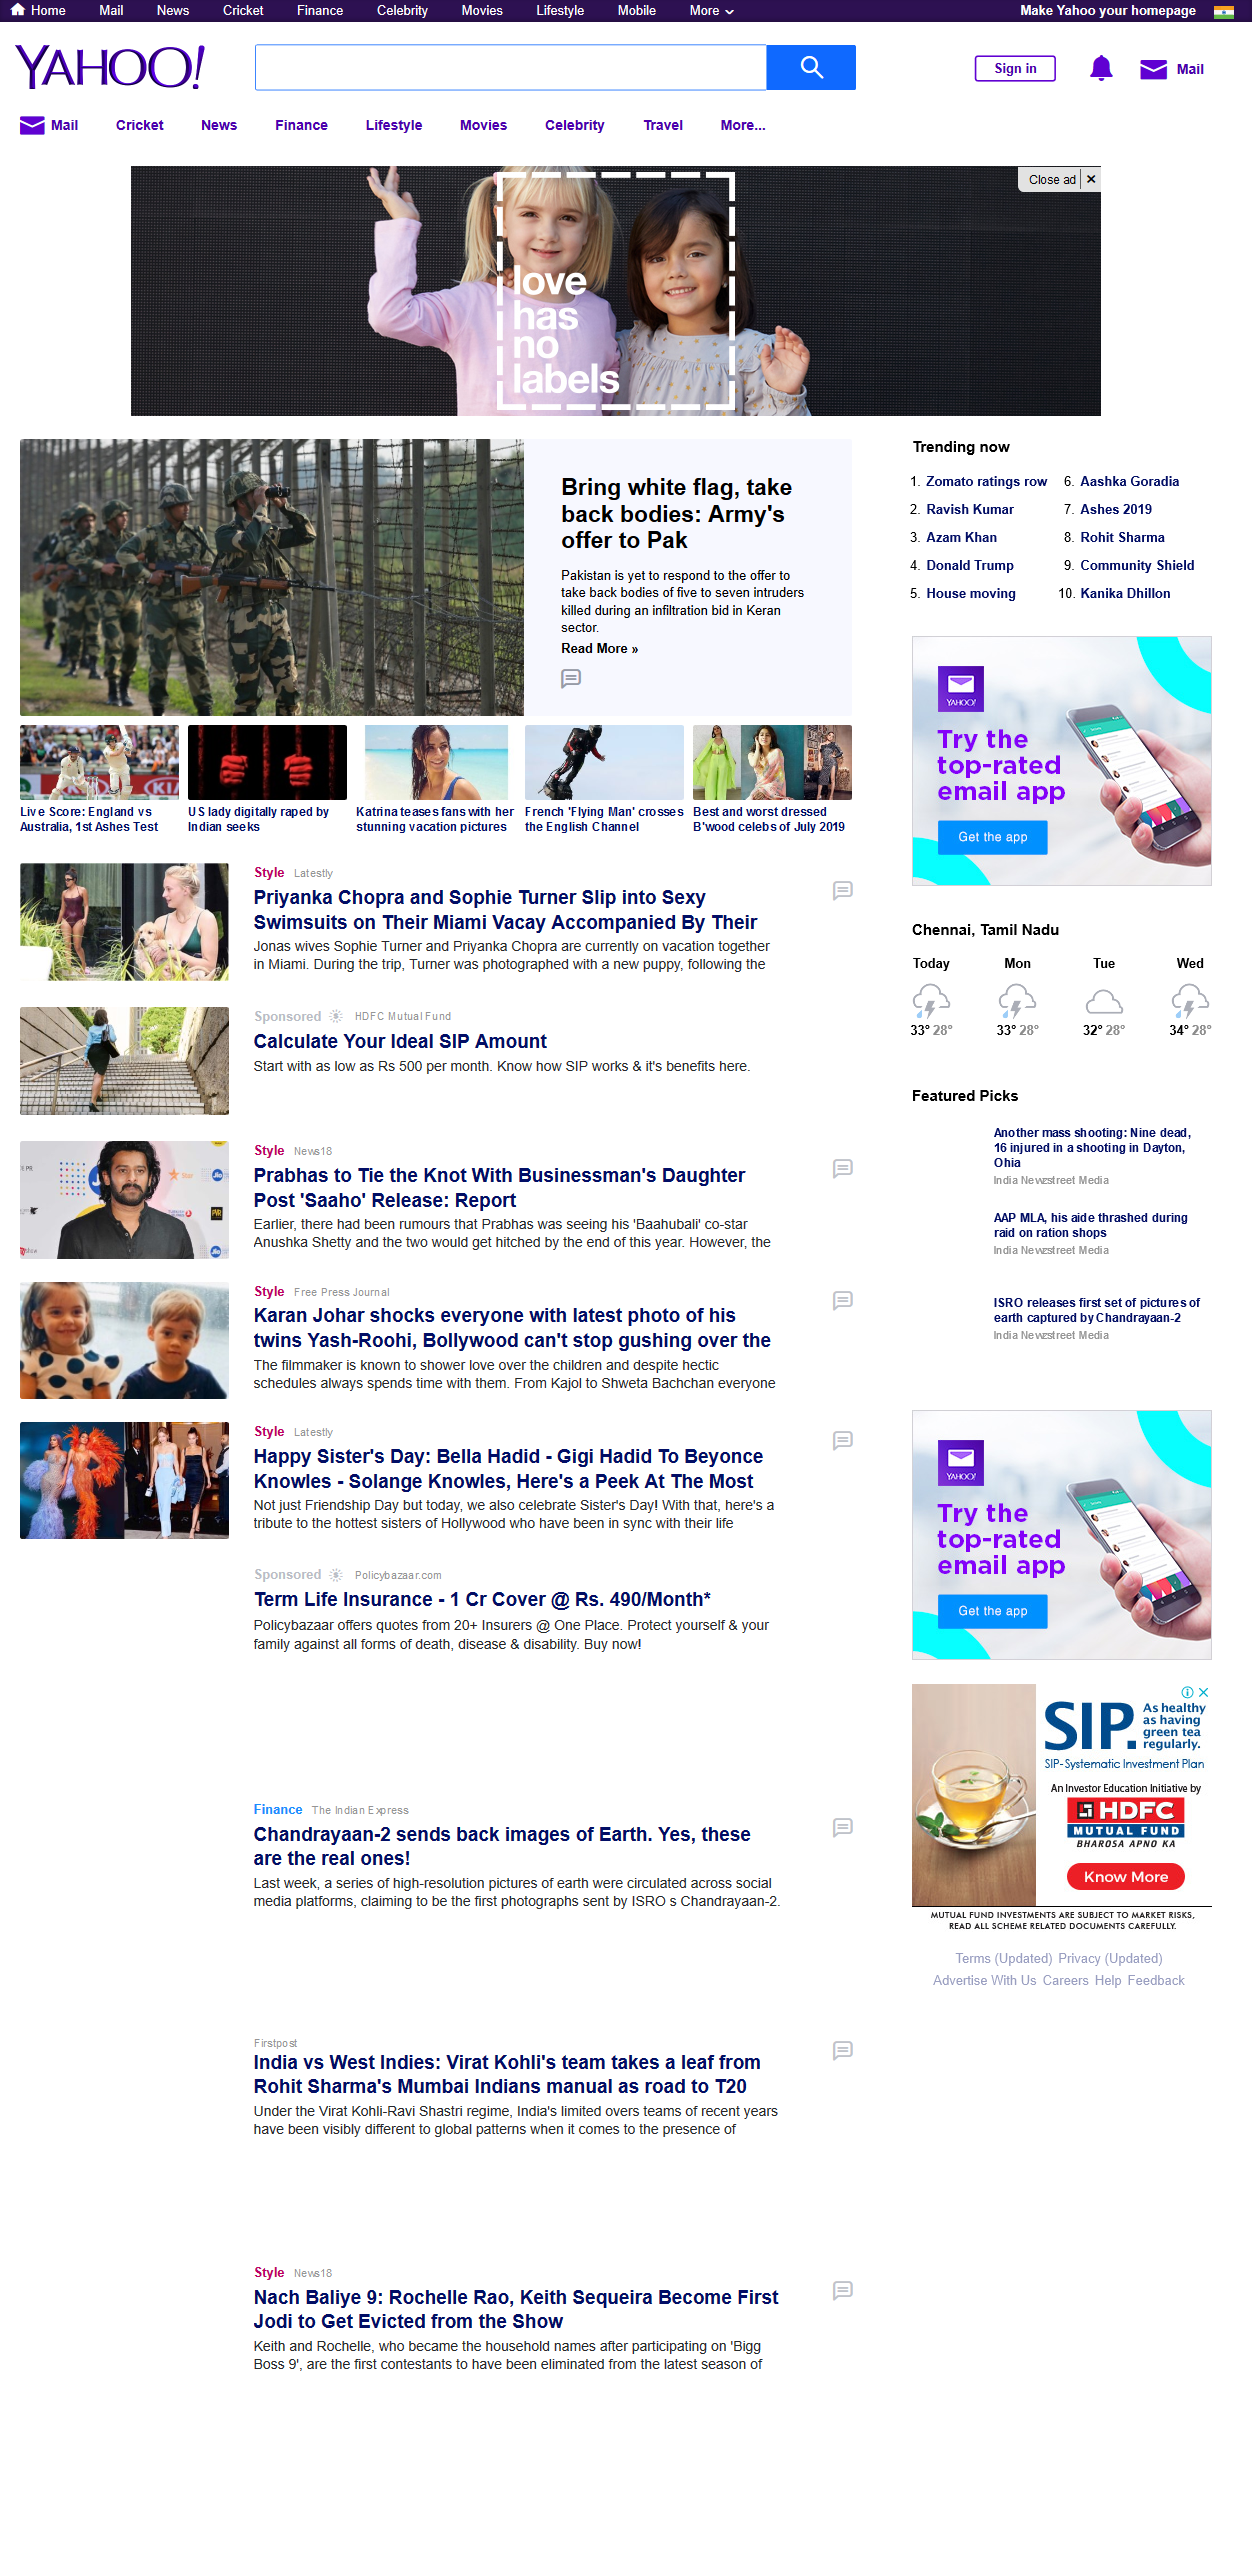 Home Mail News Cricket Finance Celebrity Movies Lifestyle Mobile More Make Yahoo your homepage
YAHOO!
Sign in Mail
Mail Cricket News Finance Lifestyle Movies Celebrity Travel More...
Close ad ✕
love
has
no
labels
Bring white flag, take
back bodies: Army's
offer to Pak
Pakistan is yet to respond to the offer to
take back bodies of five to seven intruders
killed during an infiltration bid in Keran
sector.
Read More »
Live Score: England vs
Australia, 1st Ashes Test
US lady digitally raped by
Indian seeks
Katrina teases fans with her
stunning vacation pictures
French 'Flying Man' crosses
the English Channel
Best and worst dressed
B'wood celebs of July 2019
Style Latestly
Priyanka Chopra and Sophie Turner Slip into Sexy
Swimsuits on Their Miami Vacay Accompanied By Their
Jonas wives Sophie Turner and Priyanka Chopra are currently on vacation together
in Miami. During the trip, Turner was photographed with a new puppy, following the
Sponsored HDFC Mutual Fund
Calculate Your Ideal SIP Amount
Start with as low as Rs 500 per month. Know how SIP works & it's benefits here.
Style News18
Prabhas to Tie the Knot With Businessman's Daughter
Post 'Saaho' Release: Report
Earlier, there had been rumours that Prabhas was seeing his 'Baahubali' co-star
Anushka Shetty and the two would get hitched by the end of this year. However, the
Style Free Press Journal
Karan Johar shocks everyone with latest photo of his
twins Yash-Roohi, Bollywood can't stop gushing over the
The filmmaker is known to shower love over the children and despite hectic
schedules always spends time with them. From Kajol to Shweta Bachchan everyone
Style Latestly
Happy Sister's Day: Bella Hadid - Gigi Hadid To Beyonce
Knowles - Solange Knowles, Here's a Peek At The Most
Not just Friendship Day but today, we also celebrate Sister's Day! With that, here's a
tribute to the hottest sisters of Hollywood who have been in sync with their life
Sponsored Policybazaar.com
Term Life Insurance - 1 Cr Cover @ Rs. 490/Month*
Policybazaar offers quotes from 20+ Insurers @ One Place. Protect yourself & your
family against all forms of death, disease & disability. Buy now!
Finance The Indian Express
Chandrayaan-2 sends back images of Earth. Yes, these
are the real ones!
Last week, a series of high-resolution pictures of earth were circulated across social
media platforms, claiming to be the first photographs sent by ISRO s Chandrayaan-2.
Firstpost
India vs West Indies: Virat Kohli's team takes a leaf from
Rohit Sharma's Mumbai Indians manual as road to T20
Under the Virat Kohli-Ravi Shastri regime, India's limited overs teams of recent years
have been visibly different to global patterns when it comes to the presence of
Style News18
Nach Baliye 9: Rochelle Rao, Keith Sequeira Become First
Jodi to Get Evicted from the Show
Keith and Rochelle, who became the household names after participating on 'Bigg
Boss 9', are the first contestants to have been eliminated from the latest season of
Trending now
1. Zomato ratings row 6. Aashka Goradia
2. Ravish Kumar 7. Ashes 2019
3. Azam Khan 8. Rohit Sharma
4. Donald Trump 9. Community Shield
5. House moving 10. Kanika Dhillon
YAHOO!
Try the
top-rated
email app
Get the app
Chennai, Tamil Nadu
Today Mon Tue Wed
33° 28° 33° 28° 32° 28° 34° 28°
Featured Picks
Another mass shooting: Nine dead,
16 injured in a shooting in Dayton,
Ohia
India Newzstreet Media
AAP MLA, his aide thrashed during
raid on ration shops
India Newzstreet Media
ISRO releases first set of pictures of
earth captured by Chandrayaan-2
India Newzstreet Media
YAHOO!
Try the
top-rated
email app
Get the app
SIP.
As healthy
as having
green tea
regularly.
SIP-Systematic Investment Plan
An Investor Education Initiative by
HDFC
MUTUAL FUND
BHAROSA APNO KA
Know More
MUTUAL FUND INVESTMENTS ARE SUBJECT TO MARKET RISKS,
READ ALL SCHEME RELATED DOCUMENTS CAREFULLY.
Terms (Updated) Privacy (Updated)
Advertise With Us Careers Help Feedback